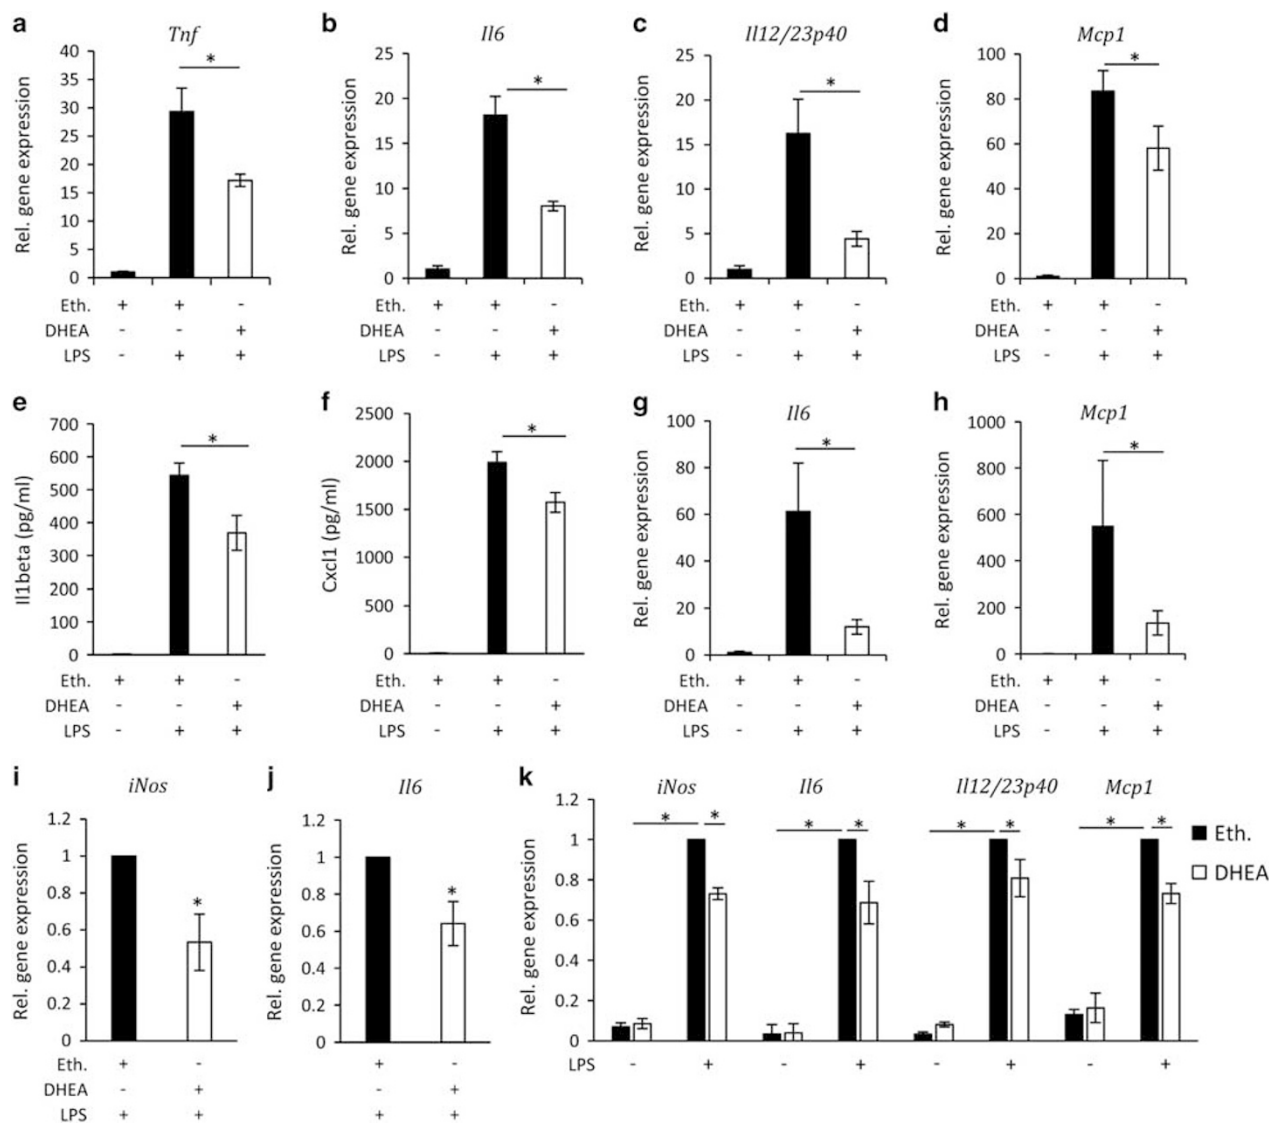 a Tnf
Rel. gene expression
40
35
30
25
20
15
10
5
0
*
Eth. + + -
DHEA - - +
LPS - + +
b Il6
Rel. gene expression
25
20
15
10
5
0
*
Eth. + + -
DHEA - - +
LPS - + +
c Il12/23p40
Rel. gene expression
25
20
15
10
5
0
*
Eth. + + -
DHEA - - +
LPS - + +
d Mcp1
Rel. gene expression
100
80
60
40
20
0
*
Eth. + + -
DHEA - - +
LPS - + +
e
Il1beta (pg/ml)
700
600
500
400
300
200
100
0
*
Eth. + + -
DHEA - - +
LPS - + +
f
Cxcl1 (pg/ml)
2500
2000
1500
1000
500
0
*
Eth. + + -
DHEA - - +
LPS - + +
g Il6
Rel. gene expression
100
80
60
40
20
0
*
Eth. + + -
DHEA - - +
LPS - + +
h Mcp1
Rel. gene expression
1000
800
600
400
200
0
*
Eth. + + -
DHEA - - +
LPS - + +
i iNos
Rel. gene expression
1.2
1
0.8
0.6
0.4
0.2
0
*
Eth. + -
DHEA - +
LPS + +
j Il6
Rel. gene expression
1.2
1
0.8
0.6
0.4
0.2
0
*
Eth. + -
DHEA - +
LPS + +
k iNos Il6 Il12/23p40 Mcp1
Rel. gene expression
1.2
1
0.8
0.6
0.4
0.2
0
* * * * * * * *
LPS - + - + - + - +
Eth.
DHEA